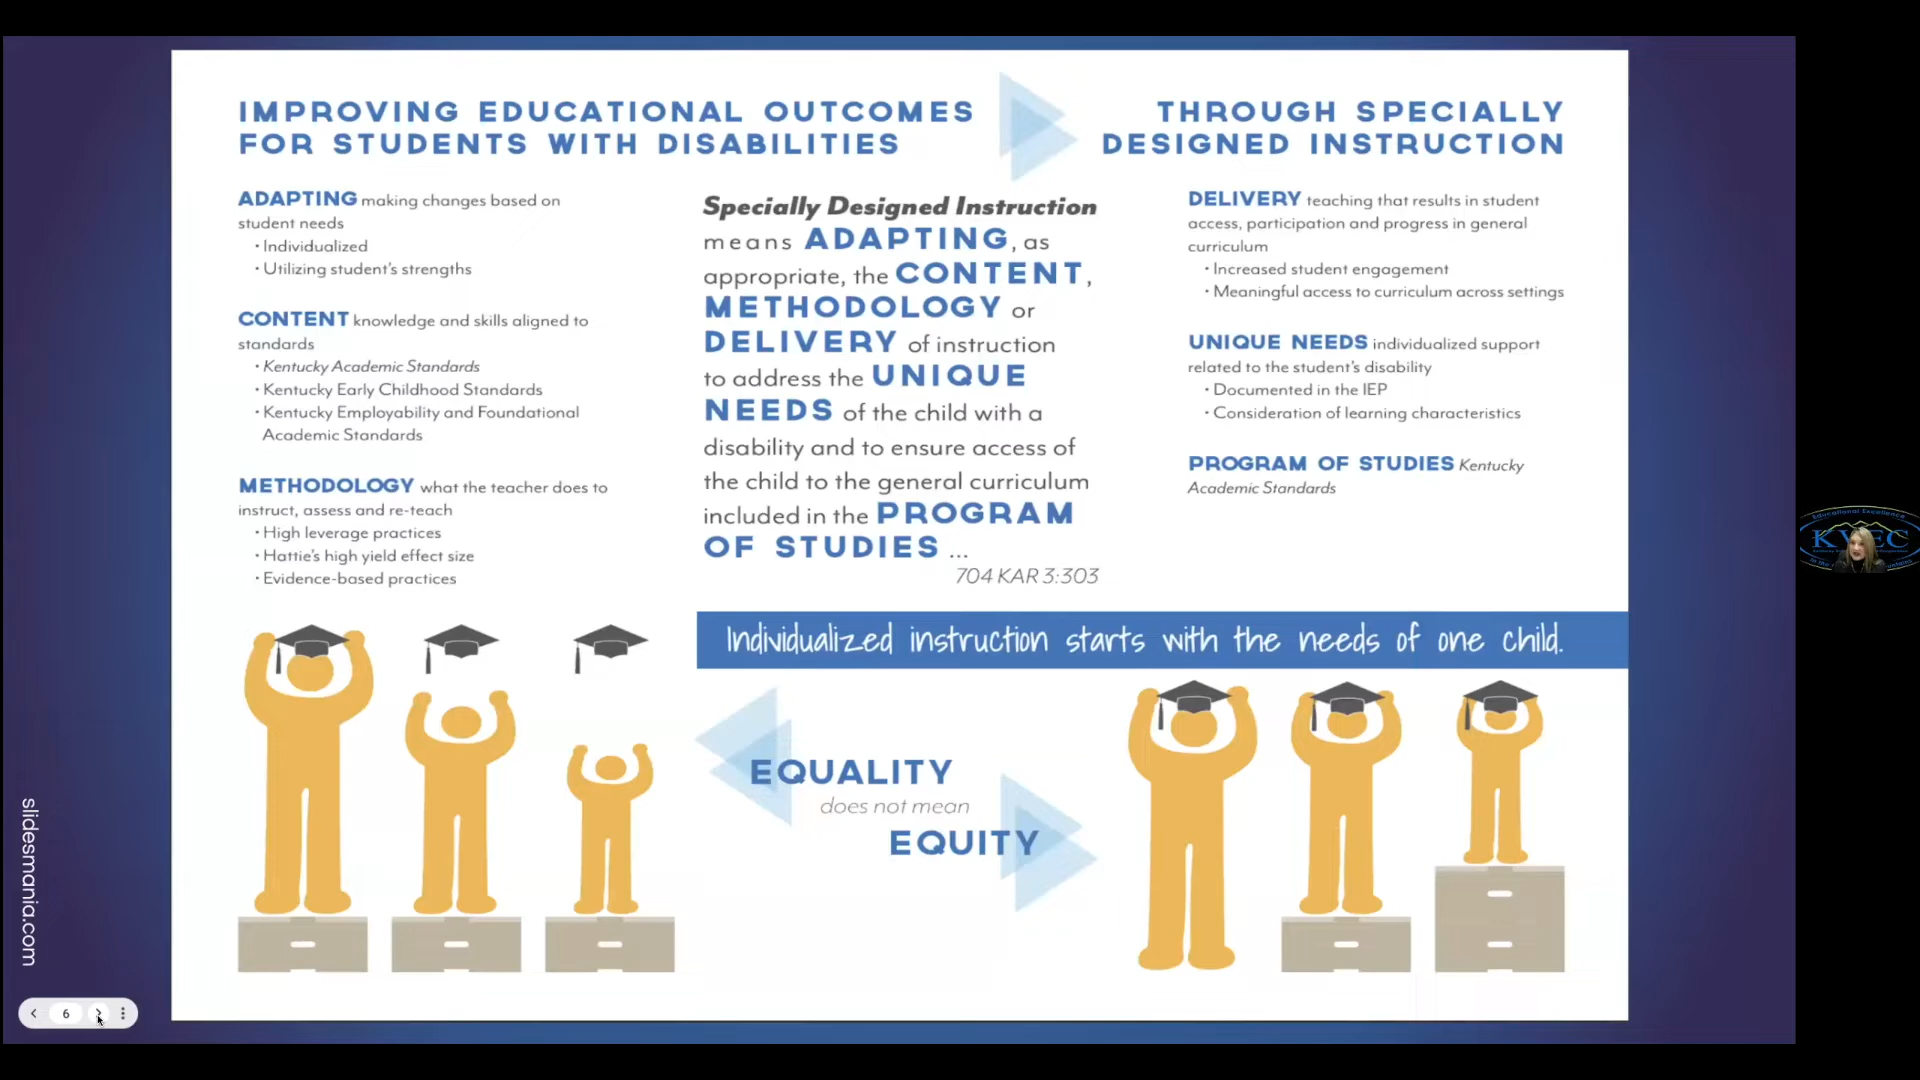 IMPROVING EDUCATIONAL OUTCOMES
FOR STUDENTS WITH DISABILITIES
THROUGH SPECIALLY
DESIGNED INSTRUCTION
ADAPTING making changes based on
student needs
• Individualized
• Utilizing student's strengths
CONTENT knowledge and skills aligned to
standards
• Kentucky Academic Standards
• Kentucky Early Childhood Standards
• Kentucky Employability and Foundational
Academic Standards
METHODOLOGY what the teacher does to
instruct, assess and re-teach
• High leverage practices
• Hattie's high yield effect size
• Evidence-based practices
Specially Designed Instruction
means ADAPTING, as
appropriate, the CONTENT,
METHODOLOGY or
DELIVERY of instruction
to address the UNIQUE
NEEDS of the child with a
disability and to ensure access of
the child to the general curriculum
included in the PROGRAM
OF STUDIES ...
704 KAR 3:303
DELIVERY teaching that results in student
access, participation and progress in general
curriculum
• Increased student engagement
• Meaningful access to curriculum across settings
UNIQUE NEEDS individualized support
related to the student's disability
• Documented in the IEP
• Consideration of learning characteristics
PROGRAM OF STUDIES Kentucky
Academic Standards
Individualized instruction starts with the needs of one child.
EQUALITY
does not mean
EQUITY
slidesmania.com
6
Educational Excellence